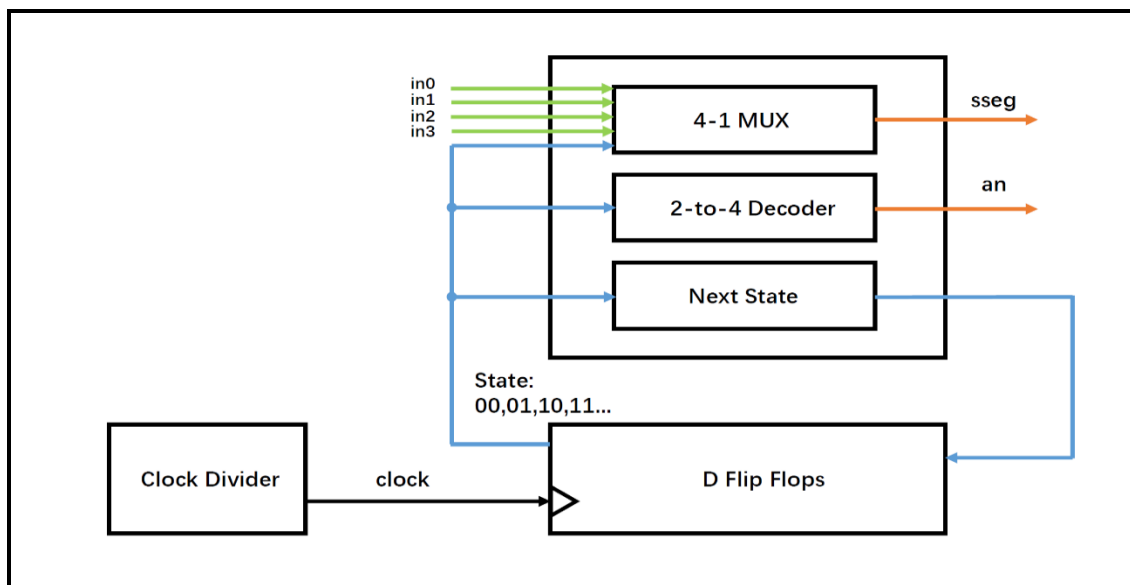 in0
in1
in2
in3
4-1 MUX
sseg
2-to-4 Decoder
an
Next State
State:
00,01,10,11...
Clock Divider
clock
D Flip Flops